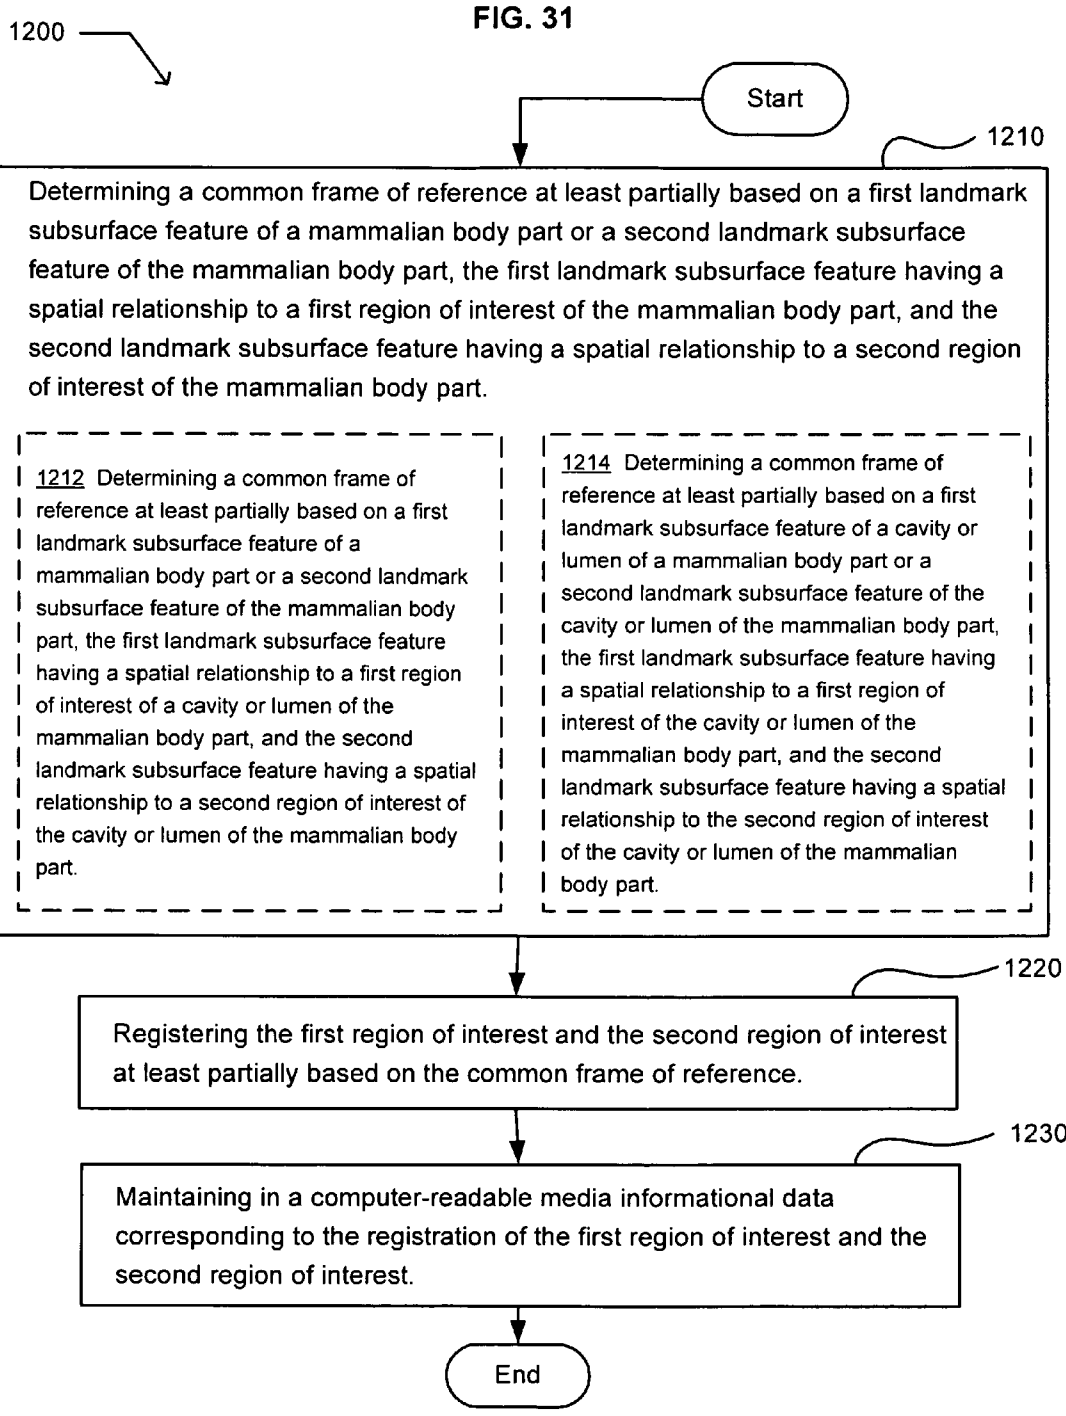 FIG. 31
1200
Start
1210
Determining a common frame of reference at least partially based on a first landmark
subsurface feature of a mammalian body part or a second landmark subsurface
feature of the mammalian body part, the first landmark subsurface feature having a
spatial relationship to a first region of interest of the mammalian body part, and the
second landmark subsurface feature having a spatial relationship to a second region
of interest of the mammalian body part.
1212 Determining a common frame of
reference at least partially based on a first
landmark subsurface feature of a
mammalian body part or a second landmark
subsurface feature of the mammalian body
part, the first landmark subsurface feature
having a spatial relationship to a first region
of interest of a cavity or lumen of the
mammalian body part, and the second
landmark subsurface feature having a spatial
relationship to a second region of interest of
the cavity or lumen of the mammalian body
part.
1214 Determining a common frame of
reference at least partially based on a first
landmark subsurface feature of a cavity or
lumen of a mammalian body part or a
second landmark subsurface feature of the
cavity or lumen of the mammalian body part,
the first landmark subsurface feature having
a spatial relationship to a first region of
interest of the cavity or lumen of the
mammalian body part, and the second
landmark subsurface feature having a spatial
relationship to the second region of interest
of the cavity or lumen of the mammalian
body part.
1220
Registering the first region of interest and the second region of interest
at least partially based on the common frame of reference.
1230
Maintaining in a computer-readable media informational data
corresponding to the registration of the first region of interest and the
second region of interest.
End